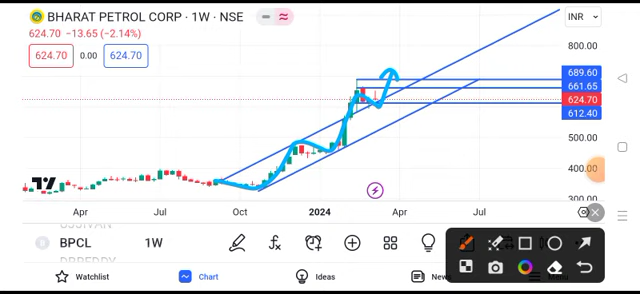 BHARAT PETROL CORP · 1W · NSE
INR
624.70 −13.65 (−2.14%)
624.70 0.00 624.70
800.00
689.60
661.65
624.70
612.40
500.00
400.00
300.00
Apr Jul Oct 2024 Apr Jul
BPCL 1W
Watchlist Chart Ideas News